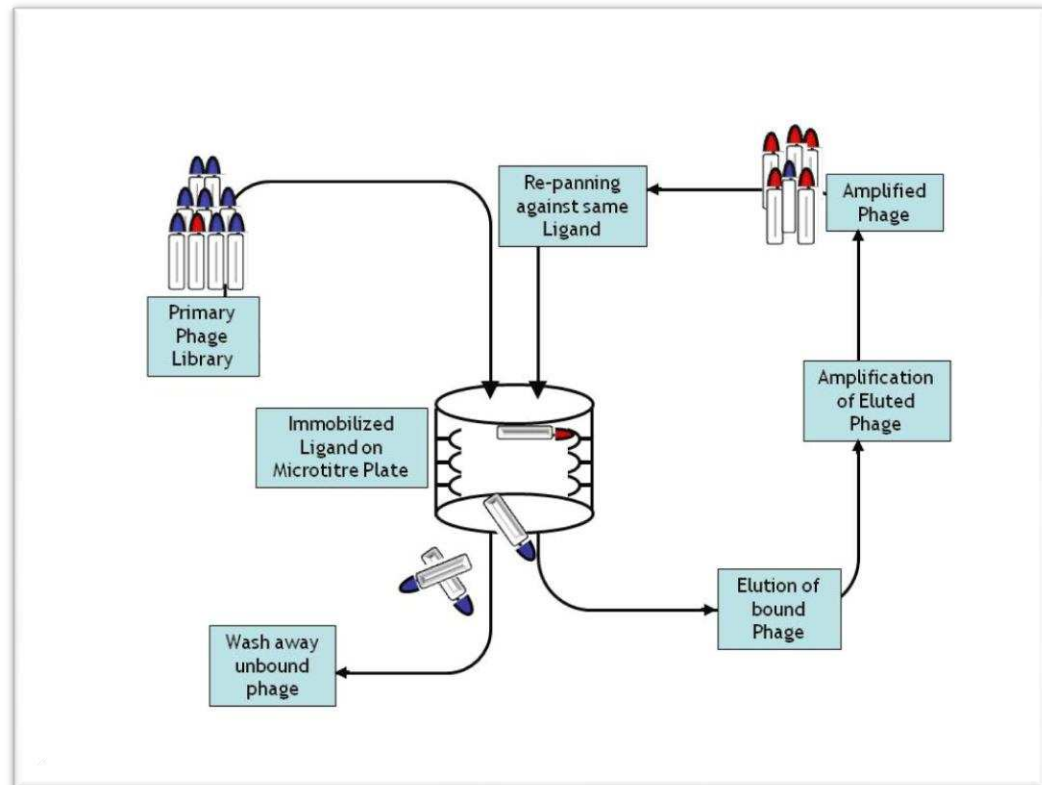 Primary
Phage
Library
Re-panning
against same
Ligand
Amplified
Phage
Immobilized
Ligand on
Microtitre Plate
Amplification
of Eluted
Phage
Elution of
bound
Phage
Wash away
unbound
phage